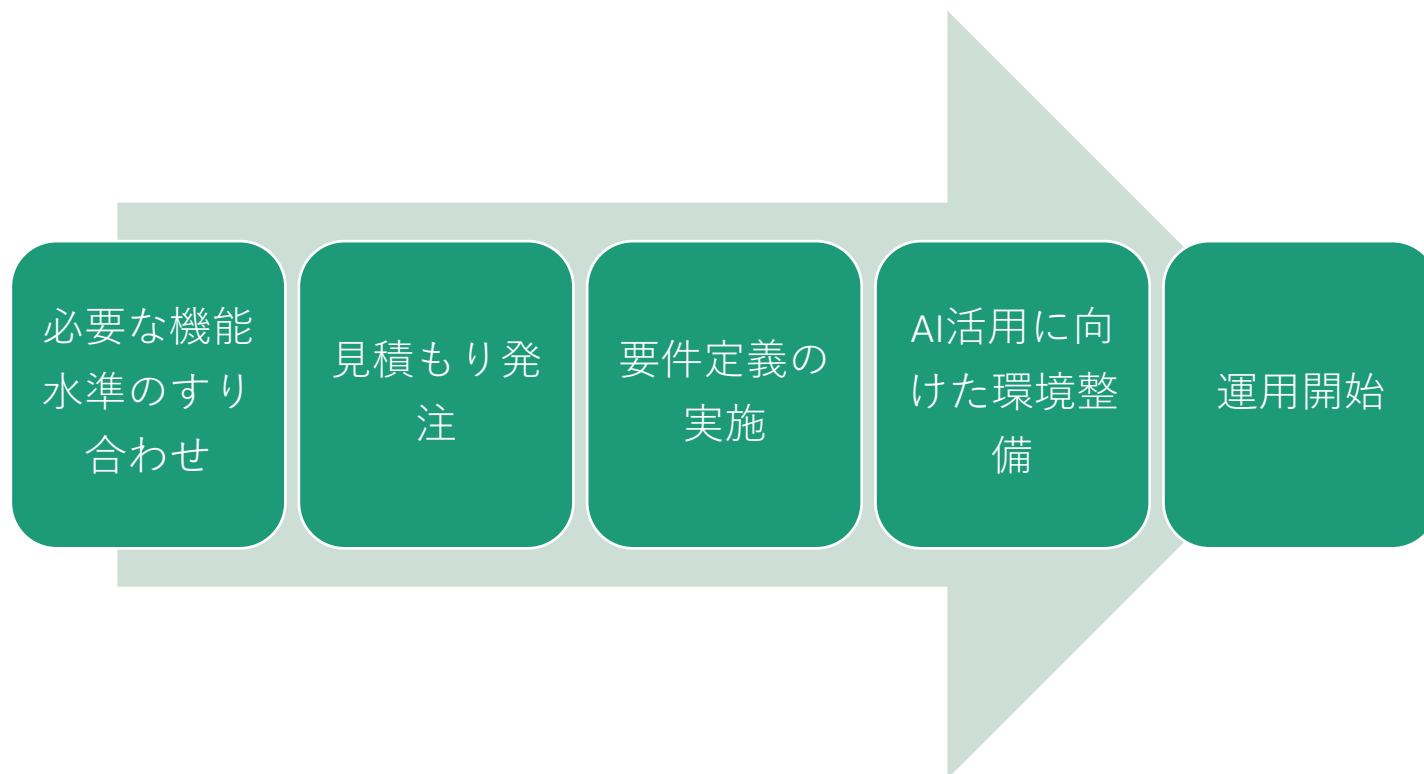 必要な機能
水準のすり
合わせ
見積もり発
注
要件定義の
実施
AI活用に向
けた環境整
備
運用開始